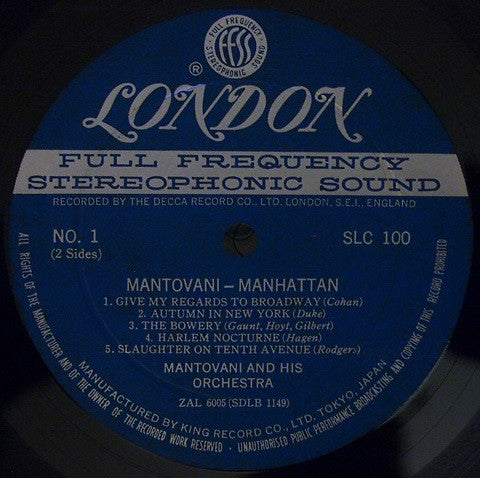 FULL FREQUENCY
ffss
STEREOPHONIC SOUND
®
LONDON
FULL FREQUENCY
STEREOPHONIC SOUND
RECORDED BY THE DECCA RECORD CO., LTD. LONDON, S.E.I., ENGLAND
NO. 1
(2 Sides)
SLC 100
MANTOVANI – MANHATTAN
1. GIVE MY REGARDS TO BROADWAY (Cohan)
2. AUTUMN IN NEW YORK (Duke)
3. THE BOWERY (Gaunt, Hoyt, Gilbert)
4. HARLEM NOCTURNE (Hagen)
5. SLAUGHTER ON TENTH AVENUE (Rodgers)
MANTOVANI AND HIS
ORCHESTRA
ZAL 6005 (SDLB 1149)
MANUFACTURED BY KING RECORD CO., LTD. TOKYO, JAPAN
ALL RIGHTS OF THE MANUFACTURER AND OF THE OWNER OF THE RECORDED WORK RESERVED · UNAUTHORISED PUBLIC PERFORMANCE, BROADCASTING AND COPYING OF THIS RECORD PROHIBITED